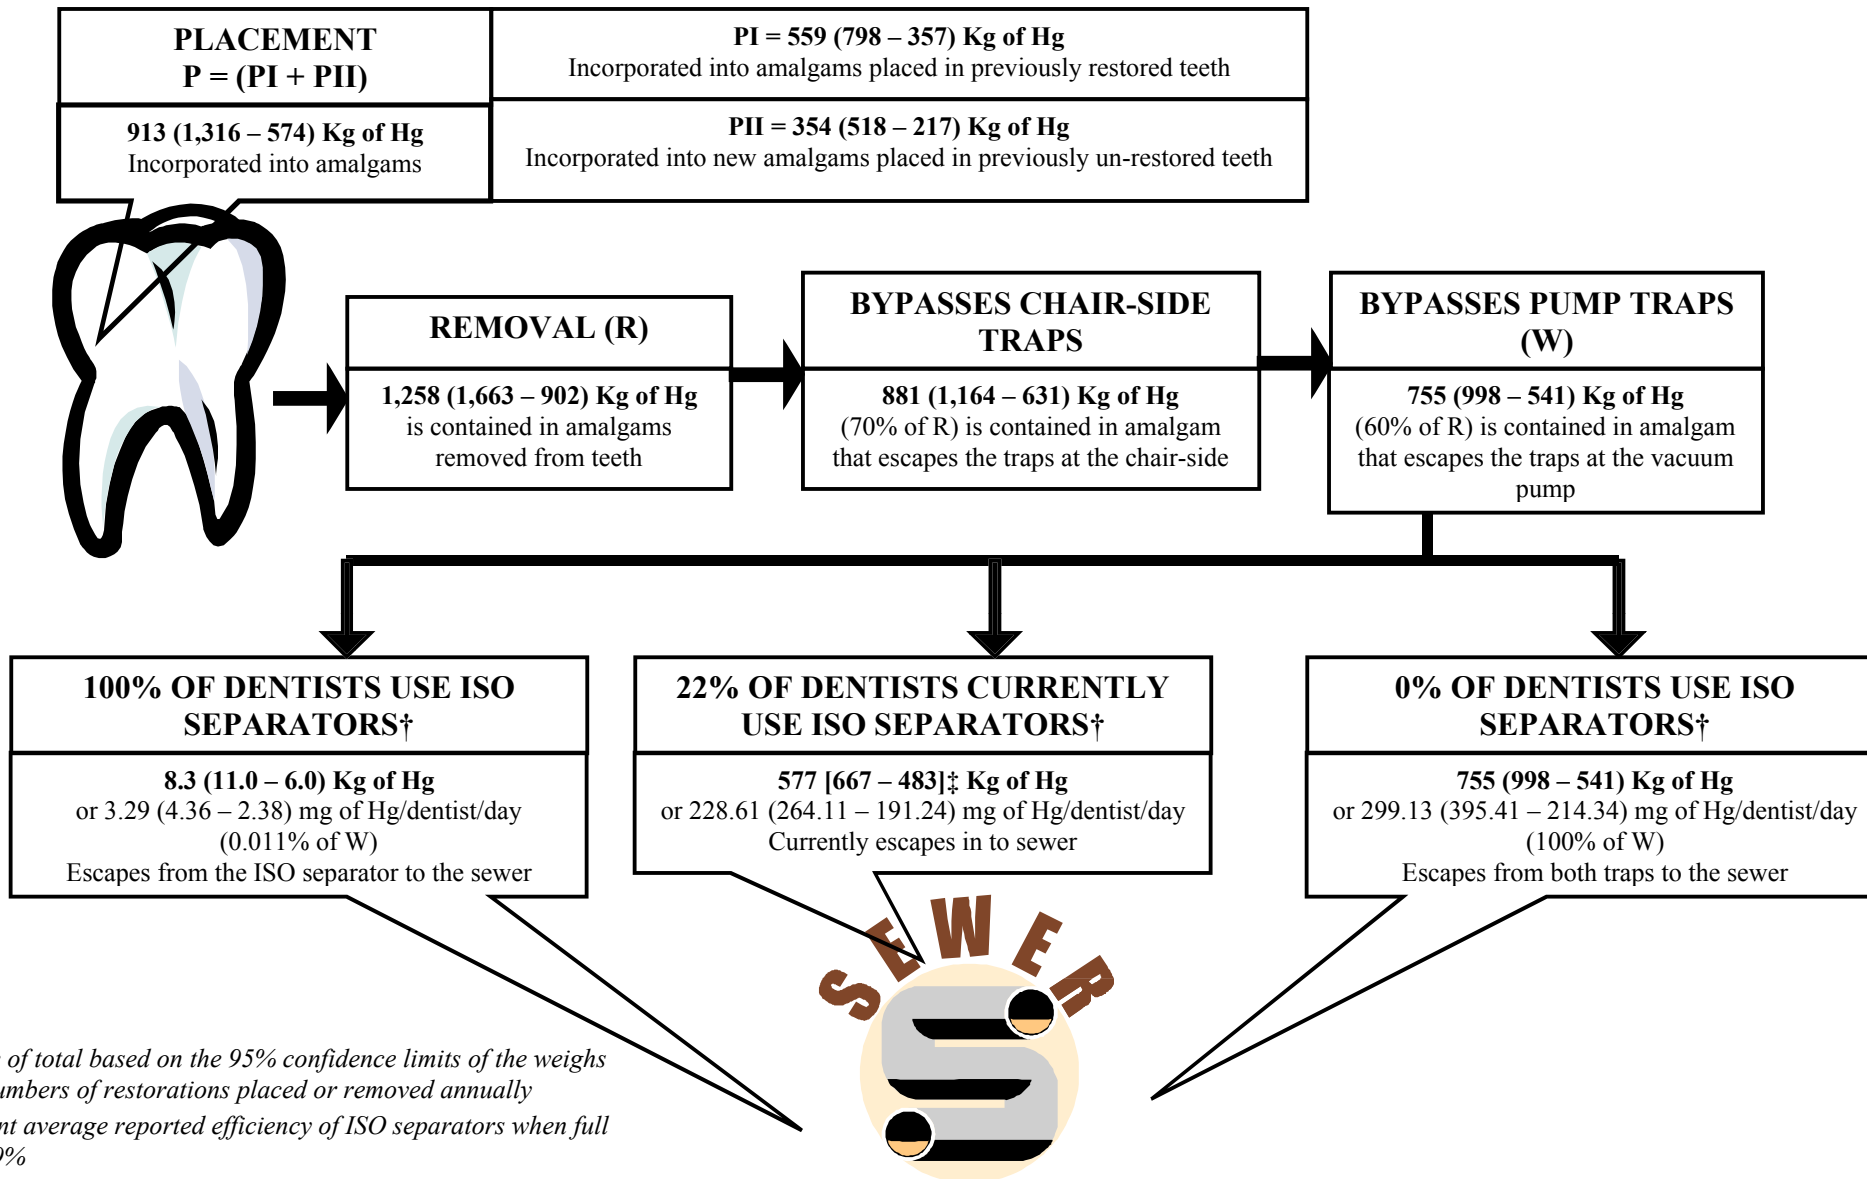 PLACEMENT
P = (PI + PII)
913 (1,316 – 574) Kg of Hg
Incorporated into amalgams
PI = 559 (798 – 357) Kg of Hg
Incorporated into amalgams placed in previously restored teeth
PII = 354 (518 – 217) Kg of Hg
Incorporated into new amalgams placed in previously un-restored teeth
REMOVAL (R)
1,258 (1,663 – 902) Kg of Hg
is contained in amalgams
removed from teeth
BYPASSES CHAIR-SIDE
TRAPS
881 (1,164 – 631) Kg of Hg
(70% of R) is contained in amalgam
that escapes the traps at the chair-side
BYPASSES PUMP TRAPS
(W)
755 (998 – 541) Kg of Hg
(60% of R) is contained in amalgam
that escapes the traps at the vacuum
pump
100% OF DENTISTS USE ISO
SEPARATORS†
8.3 (11.0 – 6.0) Kg of Hg
or 3.29 (4.36 – 2.38) mg of Hg/dentist/day
(0.011% of W)
Escapes from the ISO separator to the sewer
22% OF DENTISTS CURRENTLY
USE ISO SEPARATORS†
577 [667 – 483]‡ Kg of Hg
or 228.61 (264.11 – 191.24) mg of Hg/dentist/day
Currently escapes in to sewer
0% OF DENTISTS USE ISO
SEPARATORS†
755 (998 – 541) Kg of Hg
or 299.13 (395.41 – 214.34) mg of Hg/dentist/day
(100% of W)
Escapes from both traps to the sewer
SEWER
of total based on the 95% confidence limits of the weighs
umbers of restorations placed or removed annually
nt average reported efficiency of ISO separators when full
9%